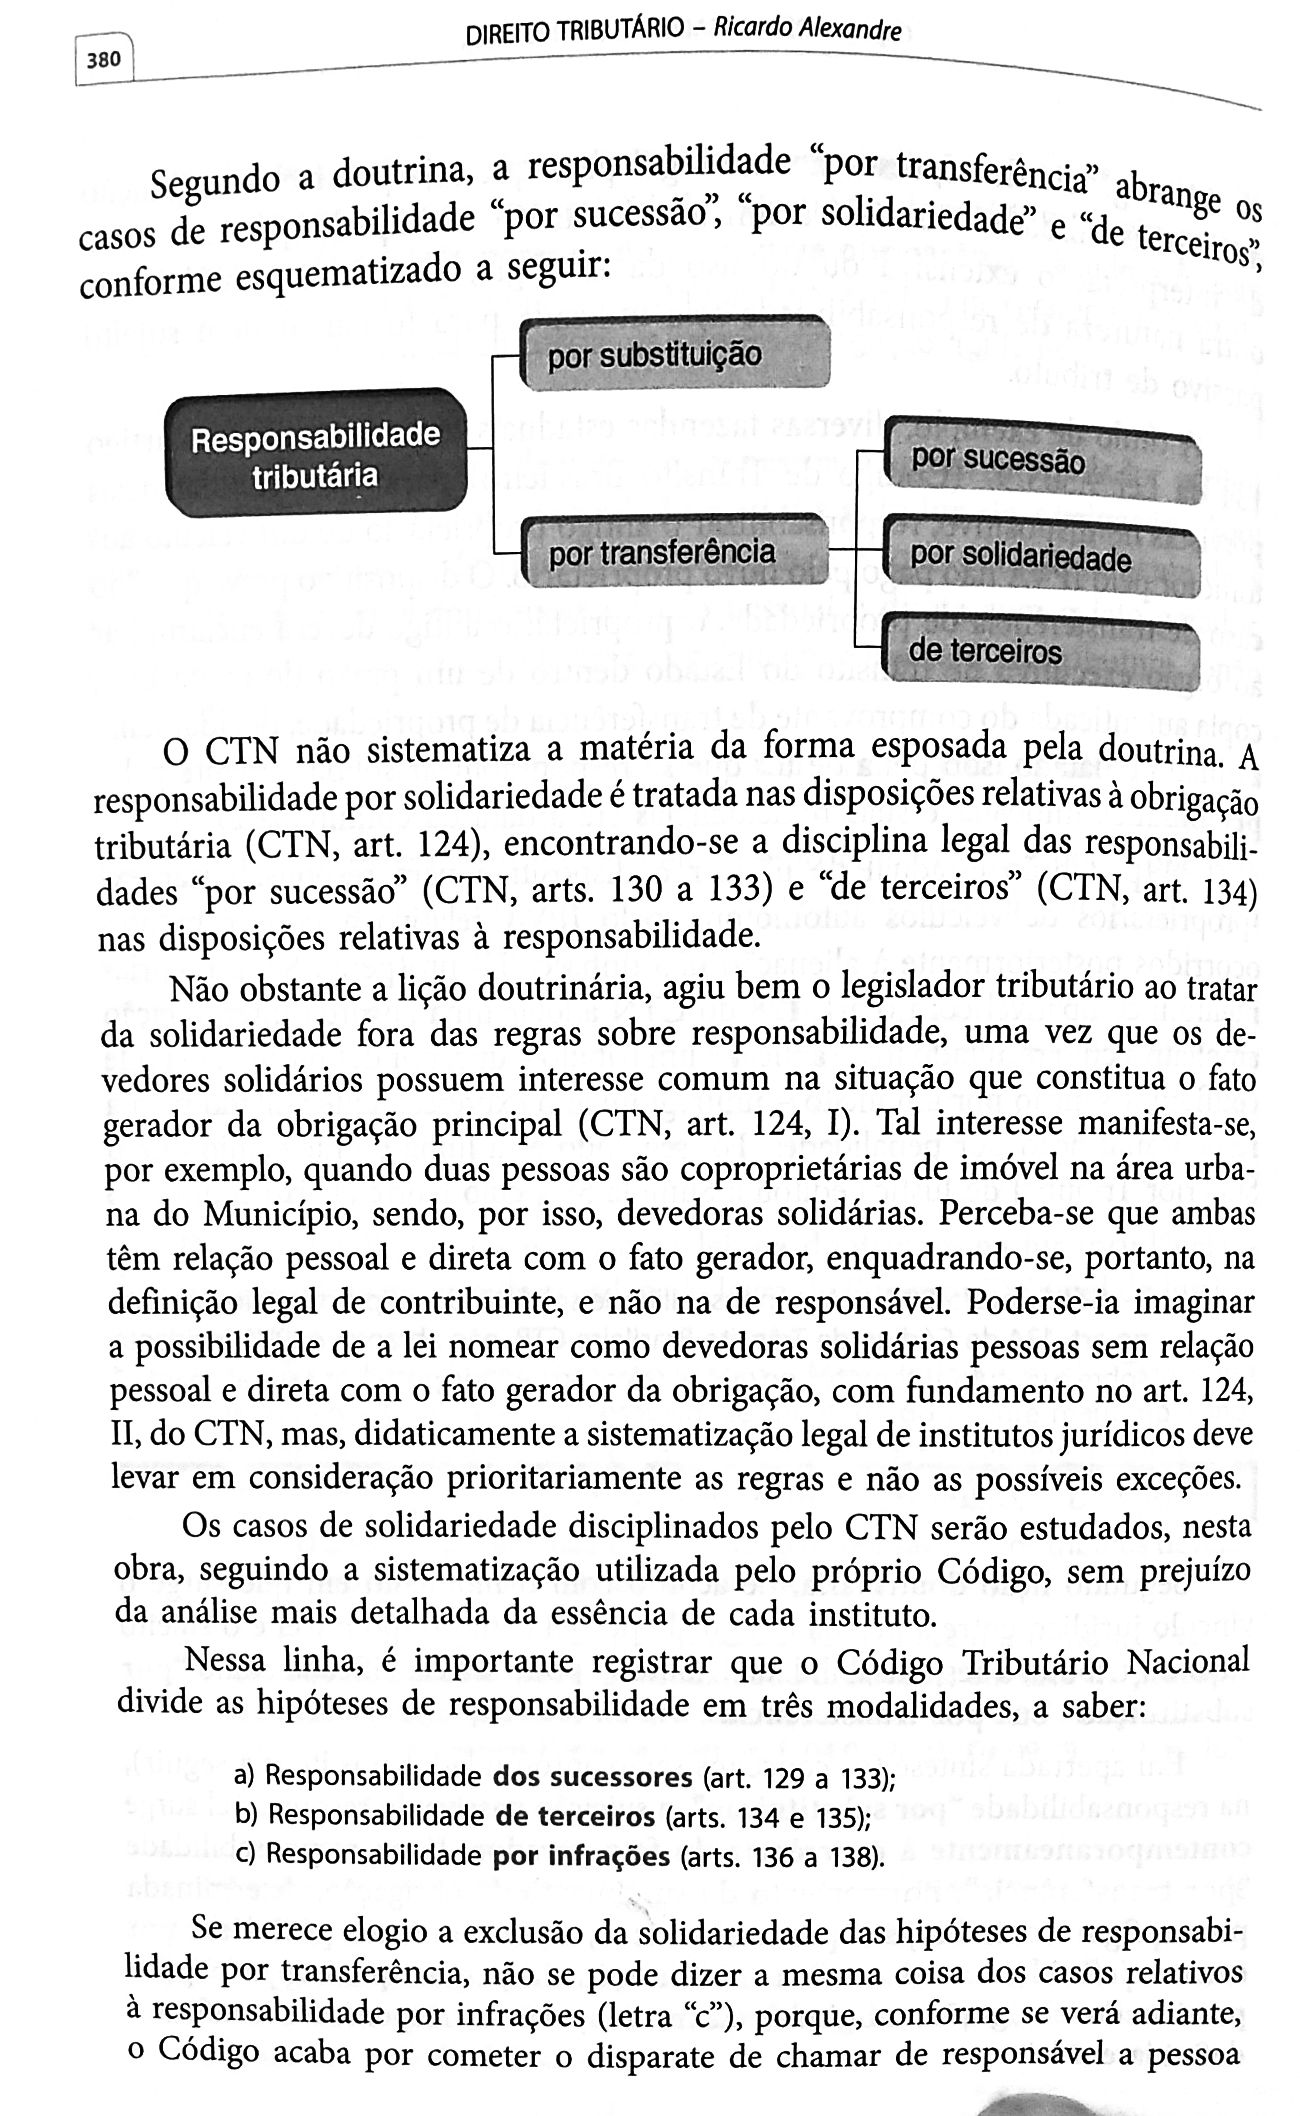 DIREITO TRIBUTÁRIO – Ricardo Alexandre
380
Segundo a doutrina, a responsabilidade “por transferência” abrange os
casos de responsabilidade “por sucessão”, “por solidariedade” e “de terceiros”,
conforme esquematizado a seguir:
por substituição
Responsabilidade
tributária
por sucessão
por transferência
por solidariedade
de terceiros
O CTN não sistematiza a matéria da forma esposada pela doutrina. A
responsabilidade por solidariedade é tratada nas disposições relativas à obrigação
tributária (CTN, art. 124), encontrando-se a disciplina legal das responsabili-
dades “por sucessão” (CTN, arts. 130 a 133) e “de terceiros” (CTN, art. 134)
nas disposições relativas à responsabilidade.
Não obstante a lição doutrinária, agiu bem o legislador tributário ao tratar
da solidariedade fora das regras sobre responsabilidade, uma vez que os de-
vedores solidários possuem interesse comum na situação que constitua o fato
gerador da obrigação principal (CTN, art. 124, I). Tal interesse manifesta-se,
por exemplo, quando duas pessoas são coproprietárias de imóvel na área urba-
na do Município, sendo, por isso, devedoras solidárias. Perceba-se que ambas
têm relação pessoal e direta com o fato gerador, enquadrando-se, portanto, na
definição legal de contribuinte, e não na de responsável. Poderse-ia imaginar
a possibilidade de a lei nomear como devedoras solidárias pessoas sem relação
pessoal e direta com o fato gerador da obrigação, com fundamento no art. 124,
II, do CTN, mas, didaticamente a sistematização legal de institutos jurídicos deve
levar em consideração prioritariamente as regras e não as possíveis exceções.
Os casos de solidariedade disciplinados pelo CTN serão estudados, nesta
obra, seguindo a sistematização utilizada pelo próprio Código, sem prejuízo
da análise mais detalhada da essência de cada instituto.
Nessa linha, é importante registrar que o Código Tributário Nacional
divide as hipóteses de responsabilidade em três modalidades, a saber:
a) Responsabilidade dos sucessores (art. 129 a 133);
b) Responsabilidade de terceiros (arts. 134 e 135);
c) Responsabilidade por infrações (arts. 136 a 138).
Se merece elogio a exclusão da solidariedade das hipóteses de responsabi-
lidade por transferência, não se pode dizer a mesma coisa dos casos relativos
à responsabilidade por infrações (letra “c”), porque, conforme se verá adiante,
o Código acaba por cometer o disparate de chamar de responsável a pessoa